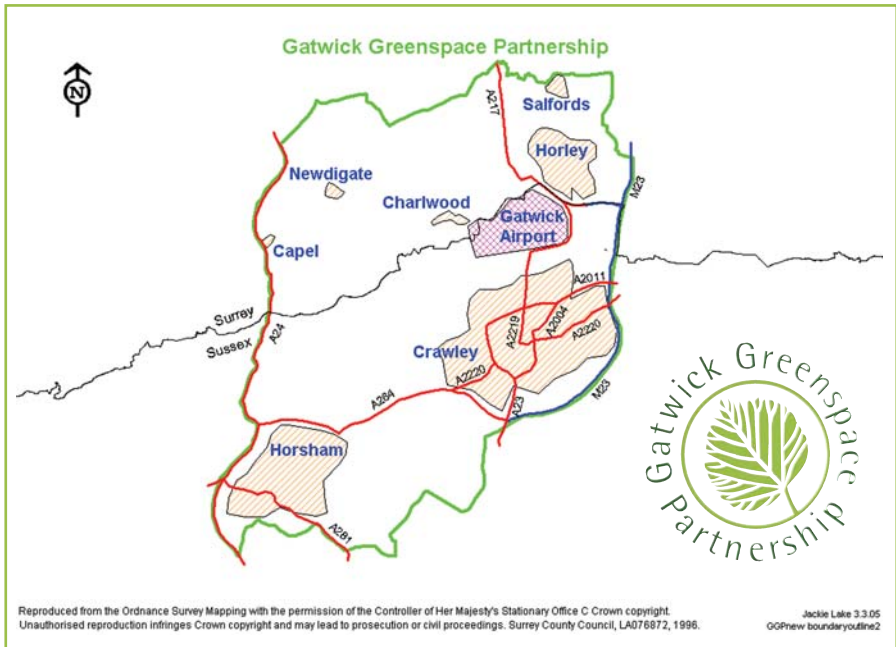 Gatwick Greenspace Partnership
N
A217
Salfords
Horley
M23
Newdigate
Charlwood
Gatwick
Airport
Capel
A2011
Surrey
Sussex
A24
A2219
A2004
A2220
Crawley
A2220
A264
A23
M23
Horsham
A281
Gatwick Greenspace
Partnership
Reproduced from the Ordnance Survey Mapping with the permission of the Controller of Her Majesty's Stationary Office C Crown copyright.
Unauthorised reproduction infringes Crown copyright and may lead to prosecution or civil proceedings. Surrey County Council, LA076872, 1996.
Jackie Lake 3.3.05
GGPnew boundaryoutline2